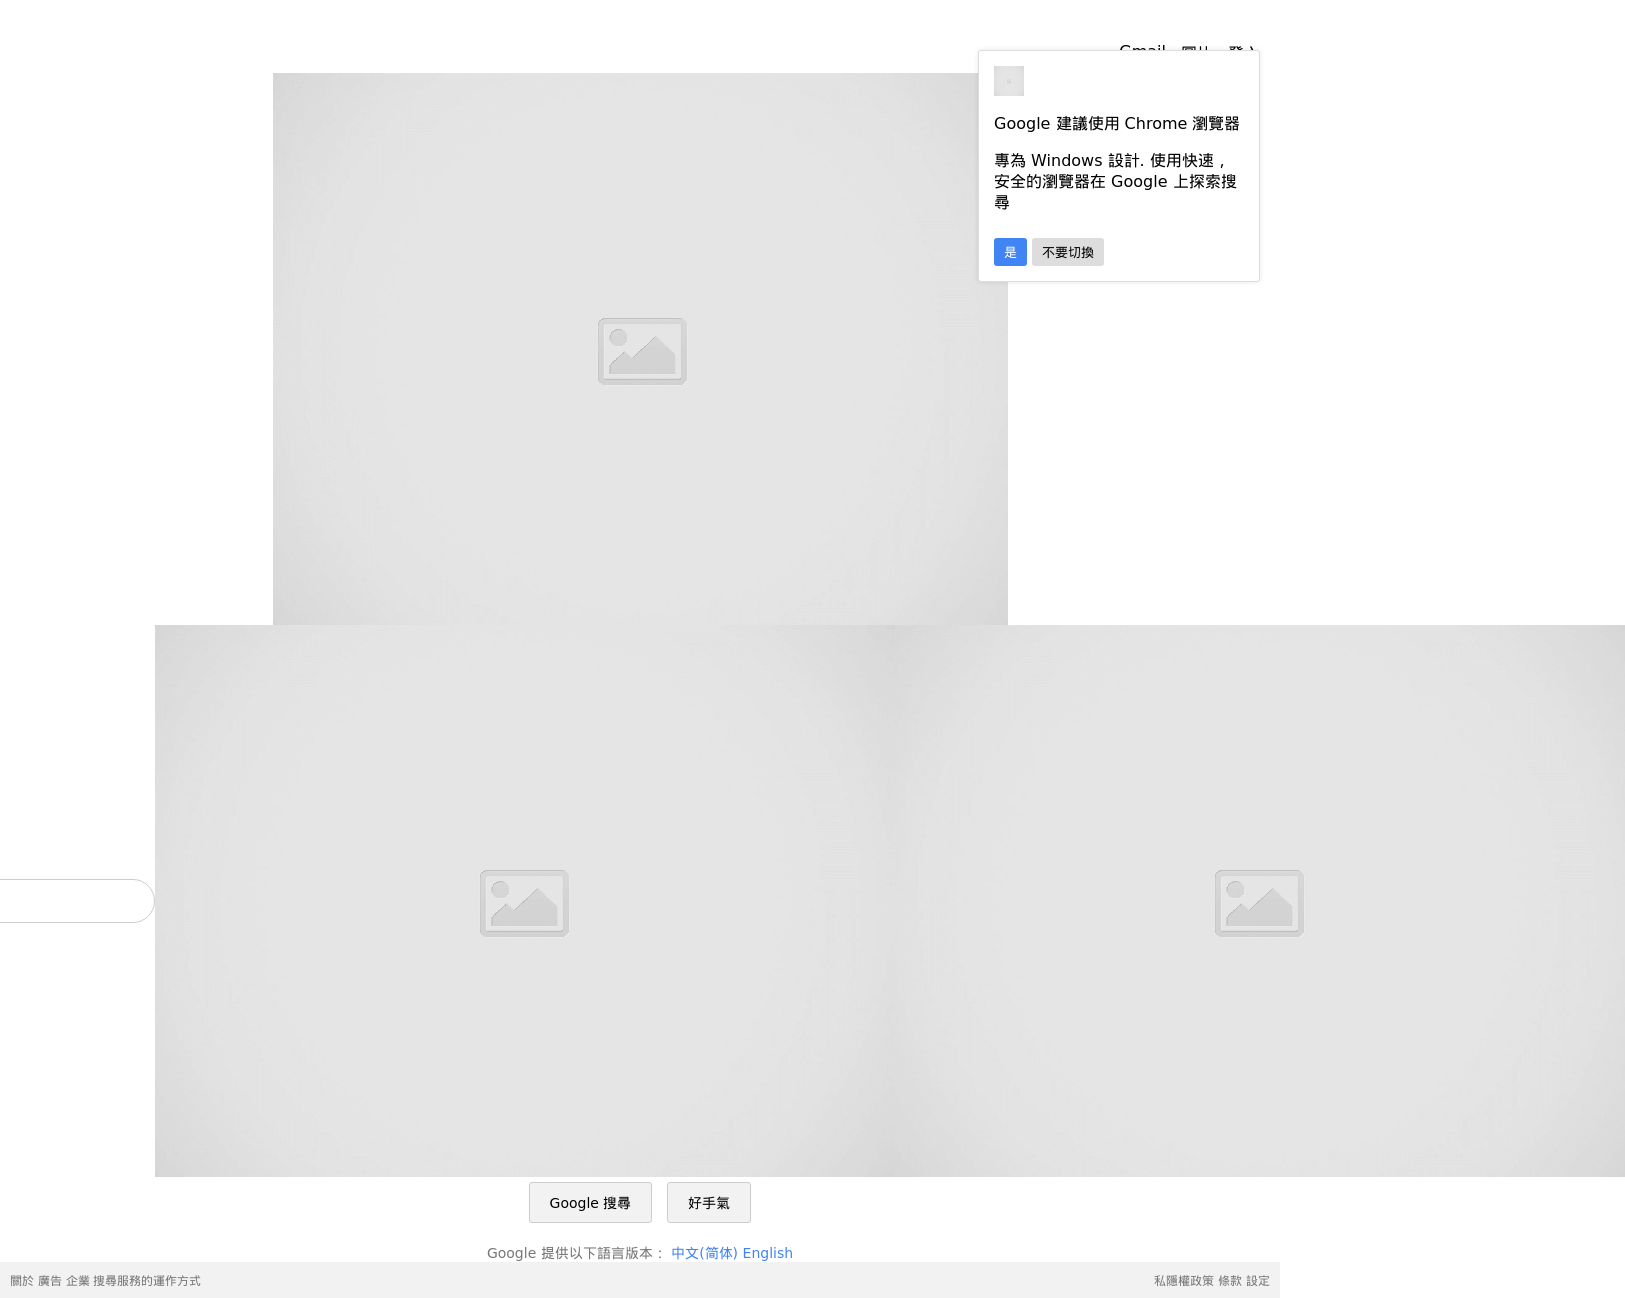 Gmail
Google 建議使用 Chrome 瀏覽器
專為 Windows 設計. 使用快速 ,
安全的瀏覽器在 Google 上探索搜
尋
是 不要切換
Google 搜尋 好手氣
Google 提供以下語言版本 : 中文(简体) English
關於 廣告 企業 搜尋服務的運作方式 私隱權政策 條款 設定